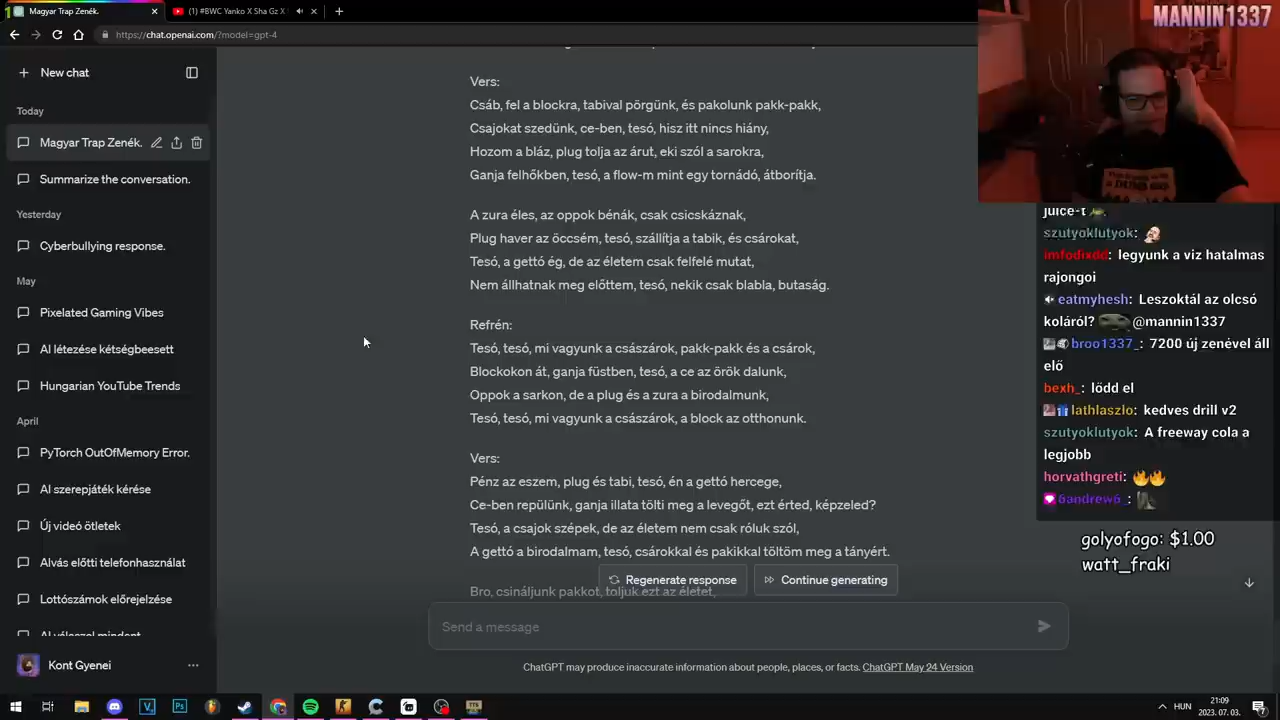 Magyar Trap Zenék.
(1) #BWC Yanko X Sha Gz X
https://chat.openai.com/?model=gpt-4
MANNIN1337
New chat
Today
Magyar Trap Zenék.
Summarize the conversation.
Yesterday
Cyberbullying response.
May
Pixelated Gaming Vibes
AI létezése kétségbeesett
Hungarian YouTube Trends
April
PyTorch OutOfMemory Error.
AI szerepjáték kérése
Új videó ötletek
Alvás előtti telefonhasználat
Lottószámok előrejelzése
AI válaszol mindent
Kont Gyenei
Vers:
Csáb, fel a blockra, tabival pörgünk, és pakolunk pakk-pakk,
Csajokat szedünk, ce-ben, tesó, hisz itt nincs hiány,
Hozom a bláz, plug tolja az árut, eki szól a sarokra,
Ganja felhőkben, tesó, a flow-m mint egy tornádó, átborítja.
A zura éles, az oppok bénák, csak csicskáznak,
Plug haver az öccsém, tesó, szállítja a tabik, és csárokat,
Tesó, a gettó ég, de az életem csak felfelé mutat,
Nem állhatnak meg előttem, tesó, nekik csak blabla, butaság.
Refrén:
Tesó, tesó, mi vagyunk a császárok, pakk-pakk és a csárok,
Blockokon át, ganja füstben, tesó, a ce az örök dalunk,
Oppok a sarkon, de a plug és a zura a birodalmunk,
Tesó, tesó, mi vagyunk a császárok, a block az otthonunk.
Vers:
Pénz az eszem, plug és tabi, tesó, én a gettó hercege,
Ce-ben repülünk, ganja illata tölti meg a levegőt, ezt érted, képzeled?
Tesó, a csajok szépek, de az életem nem csak róluk szól,
A gettó a birodalmam, tesó, csárokkal és pakikkal töltöm meg a tányért.
Bro, csináljunk pakkot, toljuk ezt az életet,
Regenerate response
Continue generating
Send a message
ChatGPT may produce inaccurate information about people, places, or facts. ChatGPT May 24 Version
juice-t
szutyoklutyok:
imfodixdd: legyunk a viz hatalmas
rajongoi
eatmyhesh: Leszoktál az olcsó
koláról? @mannin1337
broo1337_: 7200 új zenével áll
elő
bexh_: lödd el
lathlaszlo: kedves drill v2
szutyoklutyok: A freeway cola a
legjobb
horvathgreti:
6andrew6_:
golyofogo: $1.00
watt_fraki
HUN
21:09
2023. 07. 03.